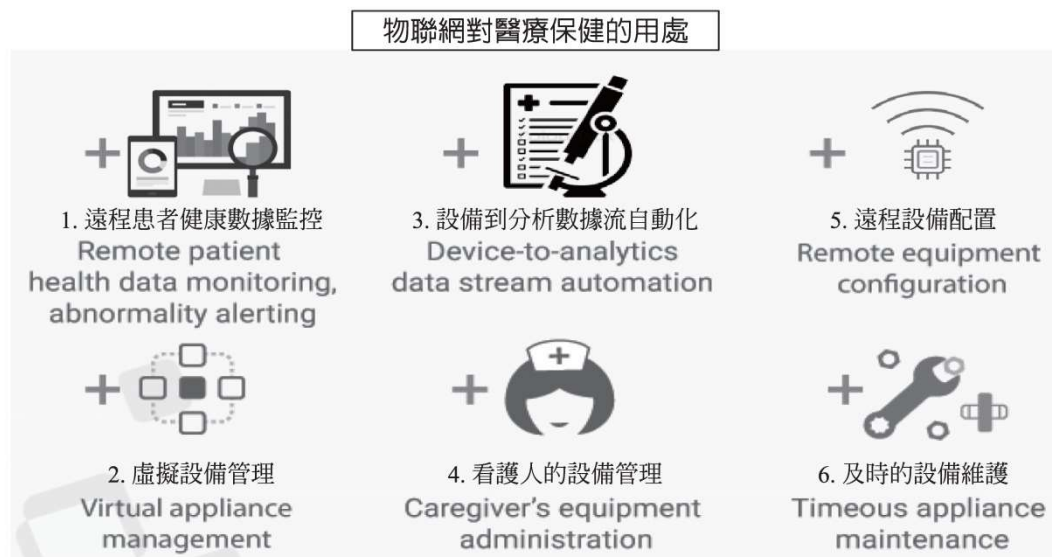 物聯網對醫療保健的用處
1. 遠程患者健康數據監控
Remote patient
health data monitoring,
abnormality alerting
2. 虛擬設備管理
Virtual appliance
management
3. 設備到分析數據流自動化
Device-to-analytics
data stream automation
4. 看護人的設備管理
Caregiver's equipment
administration
5. 遠程設備配置
Remote equipment
configuration
6. 及時的設備維護
Timeous appliance
maintenance